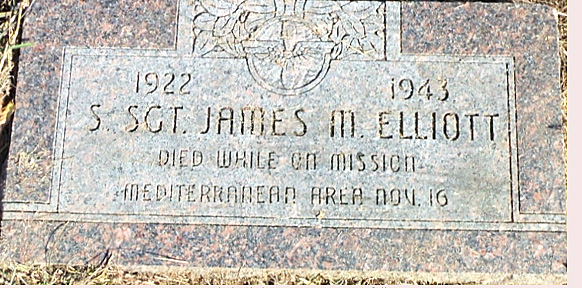 1922 1943
S. SGT. JAMES M. ELLIOTT
DIED WHILE ON MISSION
MEDITERRANEAN AREA NOV. 16